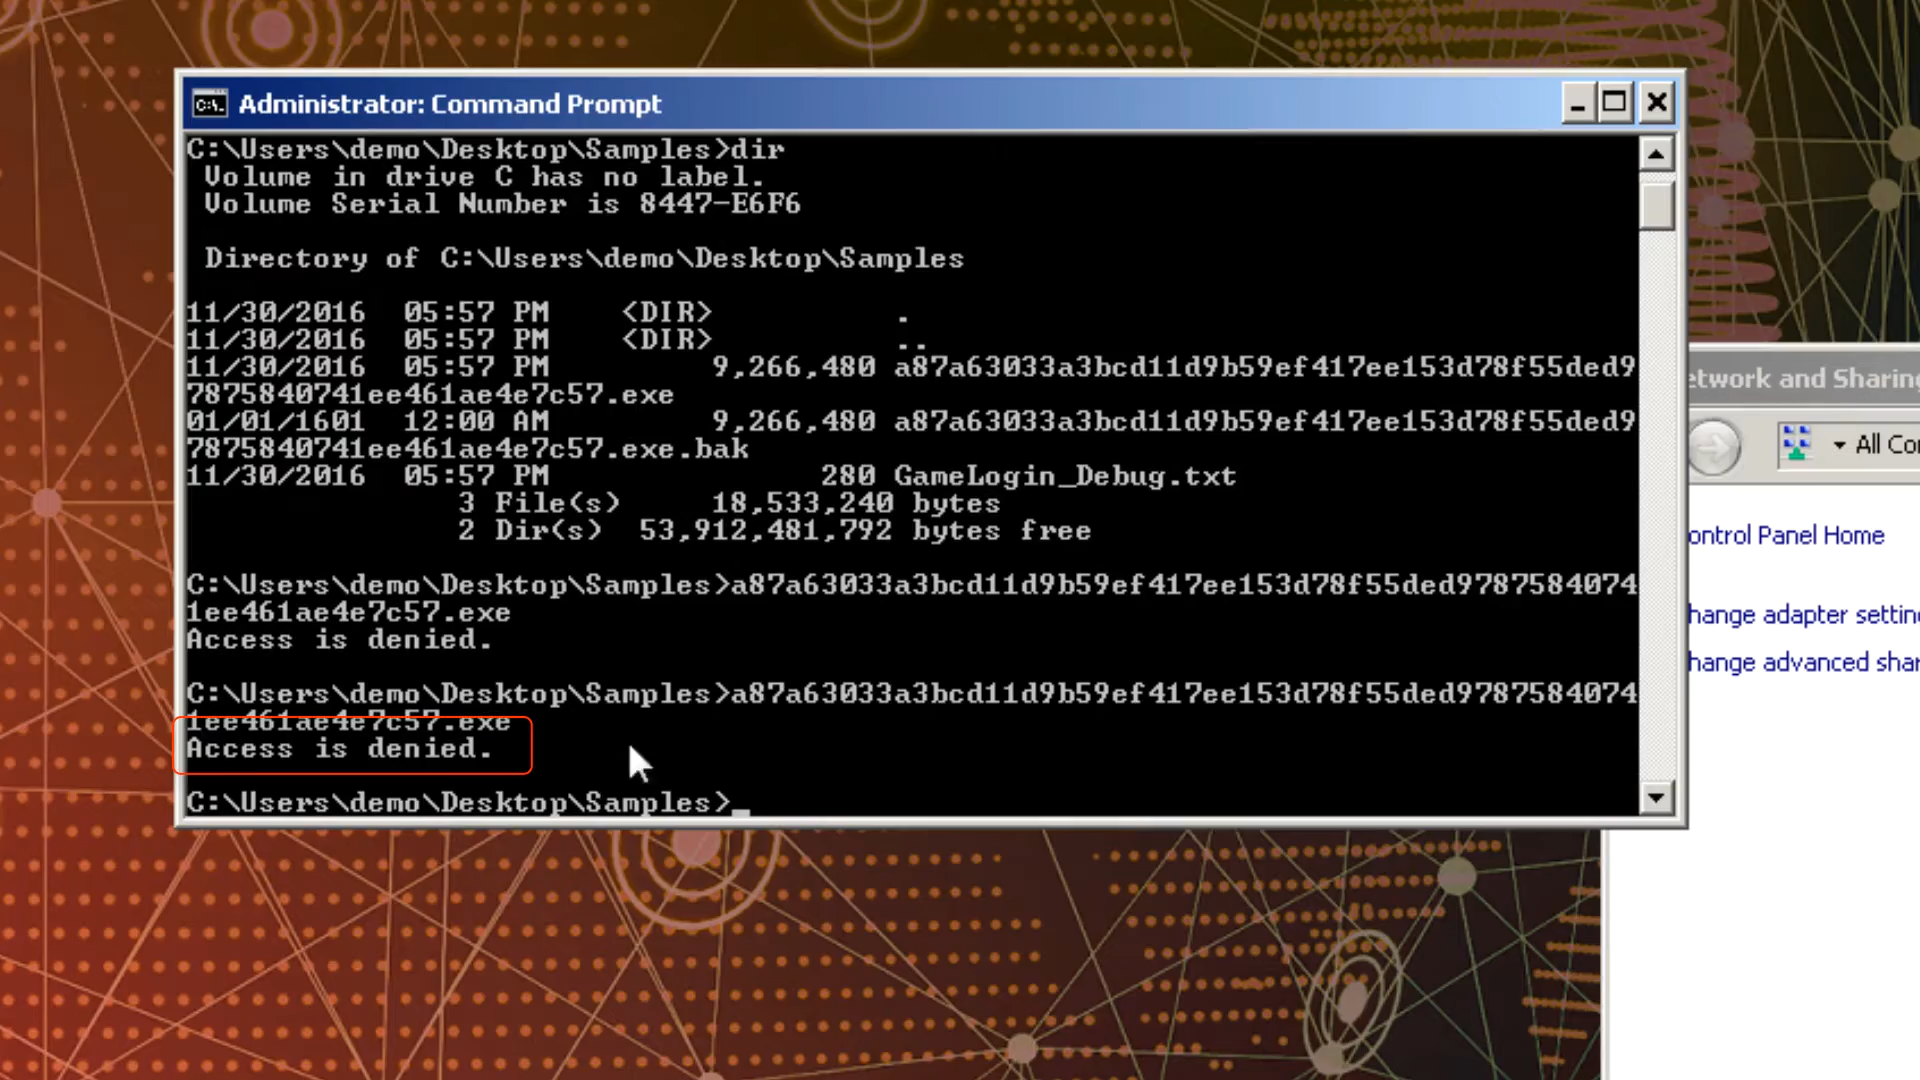 Administrator: Command Prompt
C:\Users\demo\Desktop\Samples>dir
Volume in drive C has no label.
Volume Serial Number is 8447-E6F6
Directory of C:\Users\demo\Desktop\Samples
11/30/2016  05:57 PM    <DIR>          .
11/30/2016  05:57 PM    <DIR>          ..
11/30/2016  05:57 PM         9,266,480 a87a63033a3bcd11d9b59ef417ee153d78f55ded9
7875840741ee461ae4e7c57.exe
01/01/1601  12:00 AM         9,266,480 a87a63033a3bcd11d9b59ef417ee153d78f55ded9
7875840741ee461ae4e7c57.exe.bak
11/30/2016  05:57 PM               280 GameLogin_Debug.txt
3 File(s)     18,533,240 bytes
2 Dir(s)  53,912,481,792 bytes free
C:\Users\demo\Desktop\Samples>a87a63033a3bcd11d9b59ef417ee153d78f55ded9787584074
1ee461ae4e7c57.exe
Access is denied.
C:\Users\demo\Desktop\Samples>a87a63033a3bcd11d9b59ef417ee153d78f55ded9787584074
1ee461ae4e7c57.exe
Access is denied.
C:\Users\demo\Desktop\Samples>_
etwork and Sharing
All Co
ontrol Panel Home
hange adapter settin
hange advanced shar